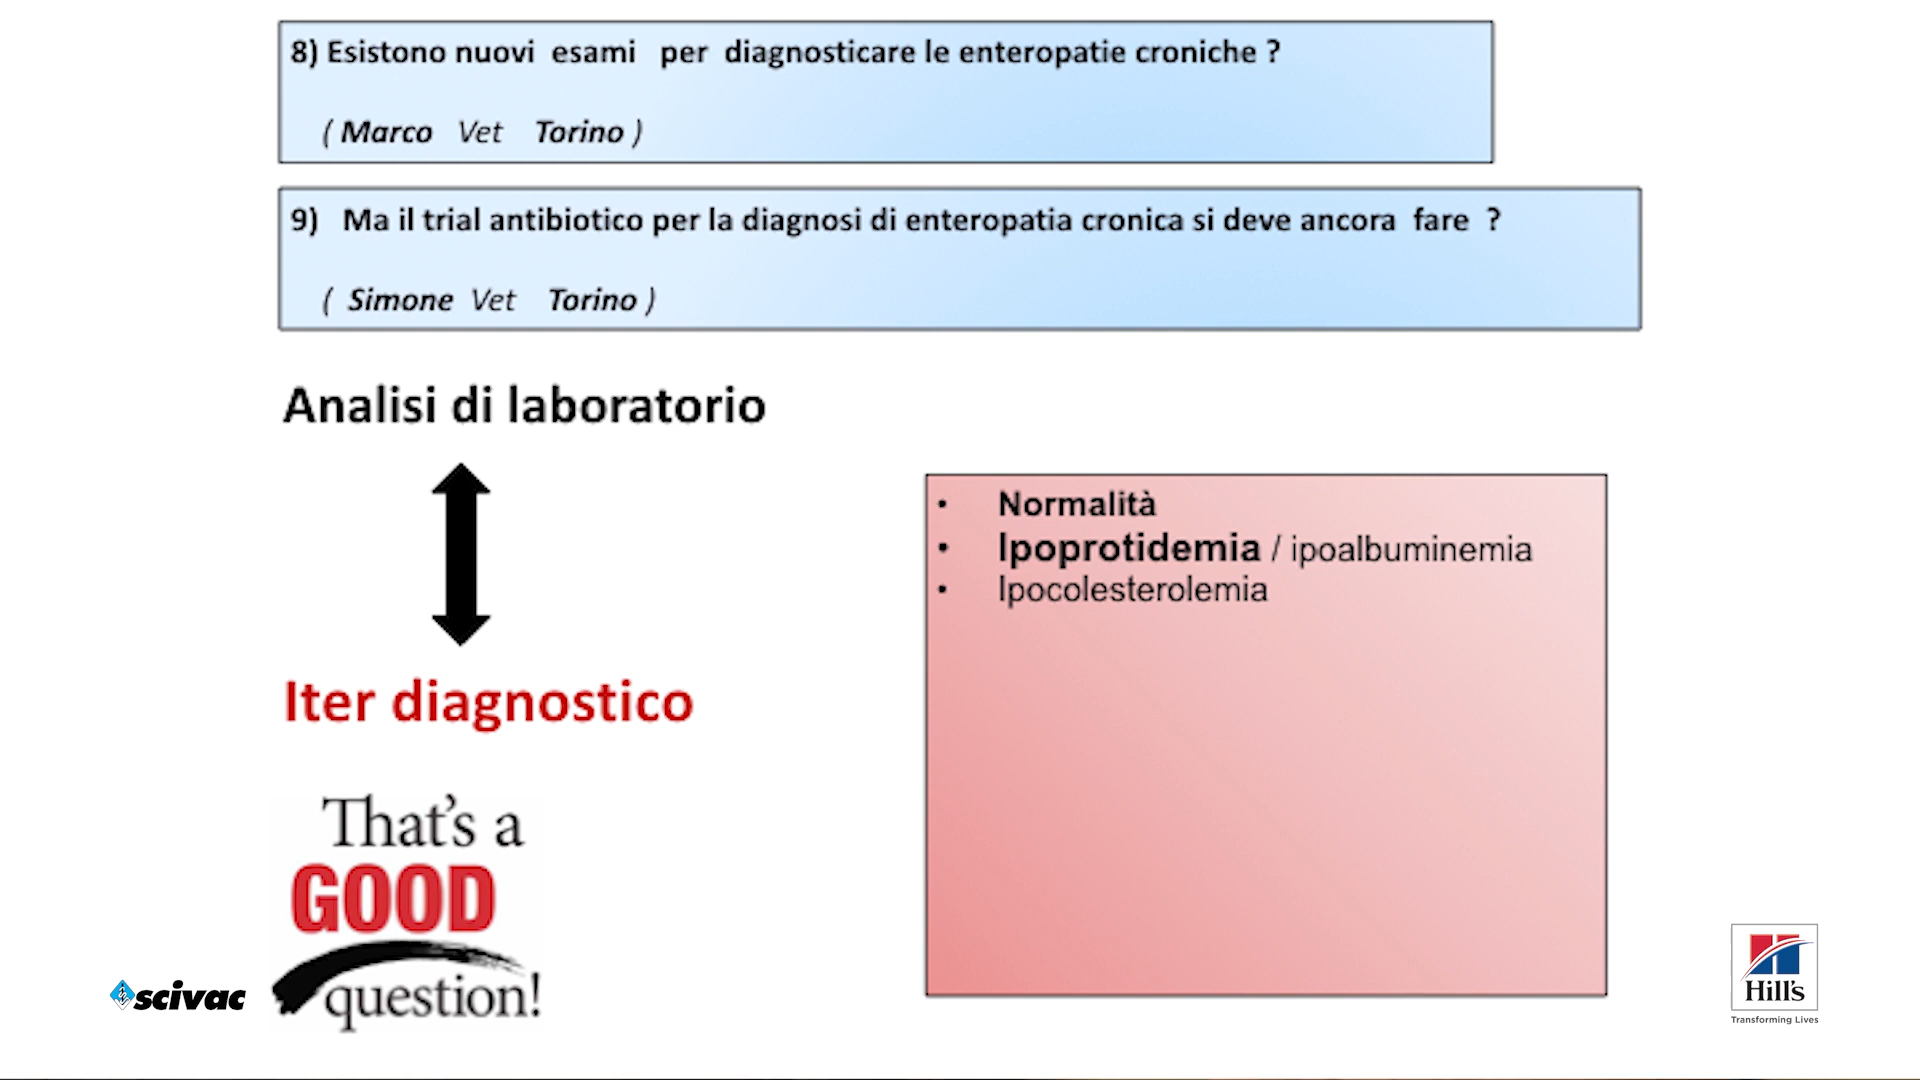 8) Esistono nuovi esami per diagnosticare le enteropatie croniche ?
( Marco Vet Torino )
9) Ma il trial antibiotico per la diagnosi di enteropatia cronica si deve ancora fare ?
( Simone Vet Torino )
Analisi di laboratorio
Iter diagnostico
• Normalità
• Ipoprotidemia / ipoalbuminemia
• Ipocolesterolemia
That's a
GOOD
question!
scivac
Hill's
Transforming Lives